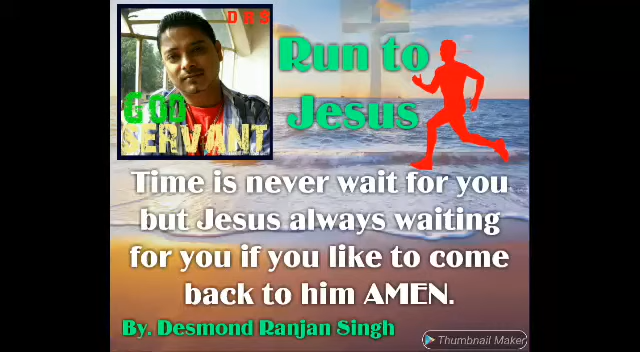 D R S
GOD
SERVANT
Run to
Jesus
Time is never wait for you
but Jesus always waiting
for you if you like to come
back to him AMEN.
By. Desmond Ranjan Singh
Thumbnail Maker